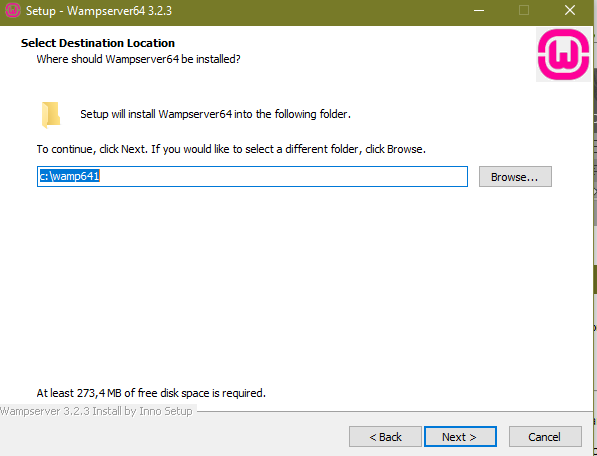 Setup - Wampserver64 3.2.3
Select Destination Location
Where should Wampserver64 be installed?
Setup will install Wampserver64 into the following folder.
To continue, click Next. If you would like to select a different folder, click Browse.
c:\wamp641
Browse...
At least 273,4 MB of free disk space is required.
Wampserver 3.2.3 Install by Inno Setup
< Back
Next >
Cancel